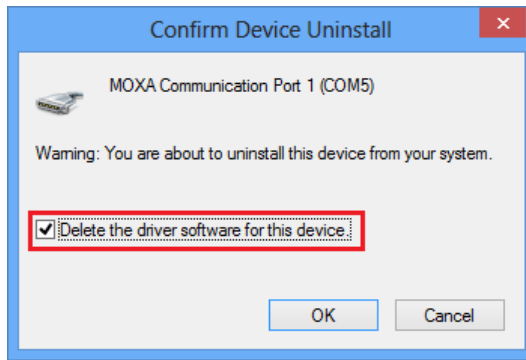 Confirm Device Uninstall
MOXA Communication Port 1 (COM5)
Warning: You are about to uninstall this device from your system.
Delete the driver software for this device.
OK
Cancel